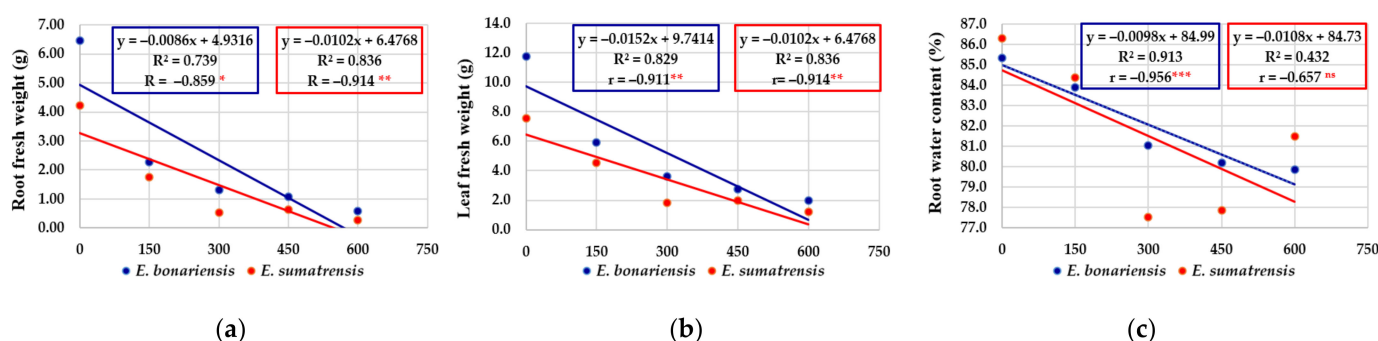 Root fresh weight (g)
7.00
6.00
5.00
4.00
3.00
2.00
1.00
0.00
0
150
300
450
600
750
y = –0.0086x + 4.9316
R² = 0.739
R = –0.859 *
y = –0.0102x + 6.4768
R² = 0.836
R = –0.914 **
E. bonariensis
E. sumatrensis
(a)
Leaf fresh weight (g)
14.0
12.0
10.0
8.0
6.0
4.0
2.0
0.0
0
150
300
450
600
750
y = –0.0152x + 9.7414
R² = 0.829
r = –0.911**
y = –0.0102x + 6.4768
R² = 0.836
r= –0.914**
E. bonariensis
E. sumatrensis
(b)
Root water content (%)
87.0
86.0
85.0
84.0
83.0
82.0
81.0
80.0
79.0
78.0
77.0
0
150
300
450
600
750
y = –0.0098x + 84.99
R² = 0.913
r = –0.956***
y = –0.0108x + 84.73
R² = 0.432
r = –0.657 ns
E. bonariensis
E. sumatrensis
(c)